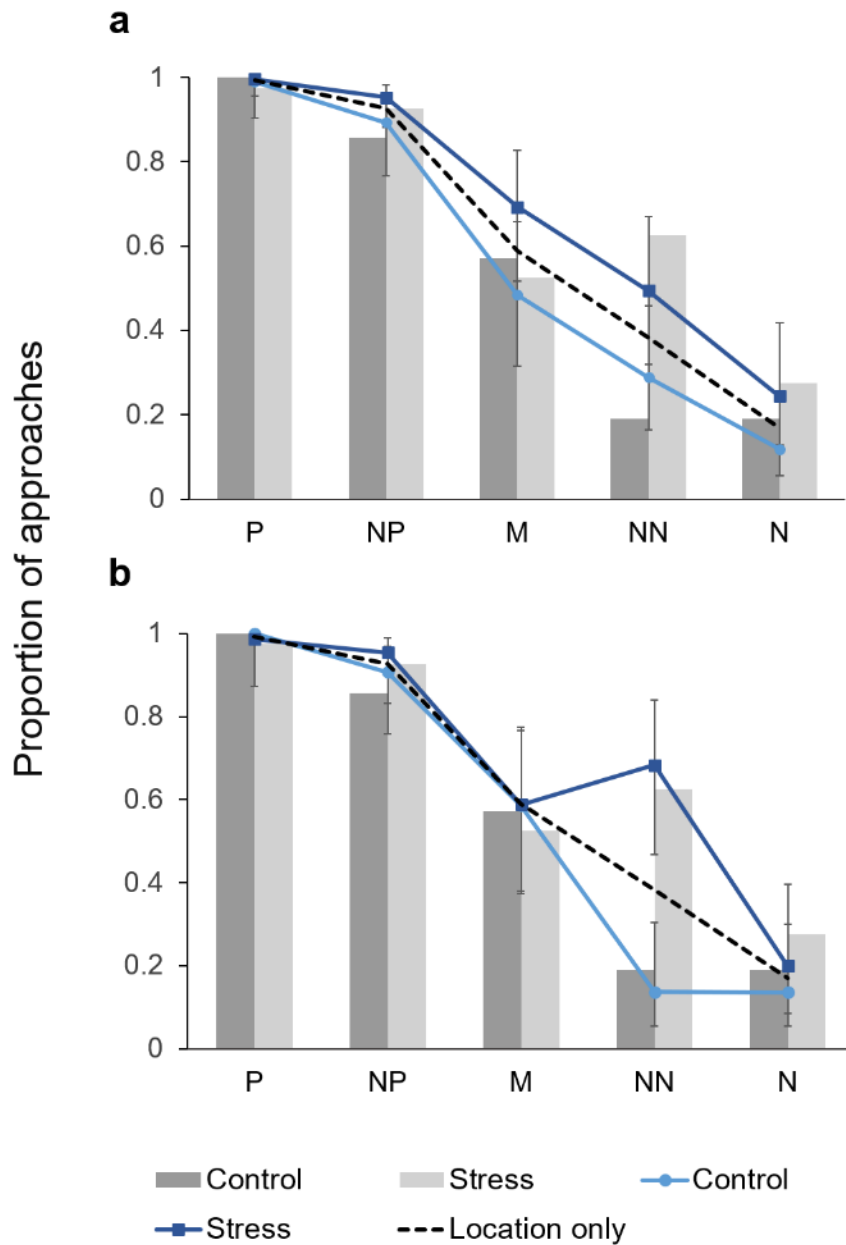 a
1
0.8
0.6
0.4
0.2
0
P NP M NN N
Proportion of approaches
b
1
0.8
0.6
0.4
0.2
0
P NP M NN N
Control Stress Control
Stress Location only